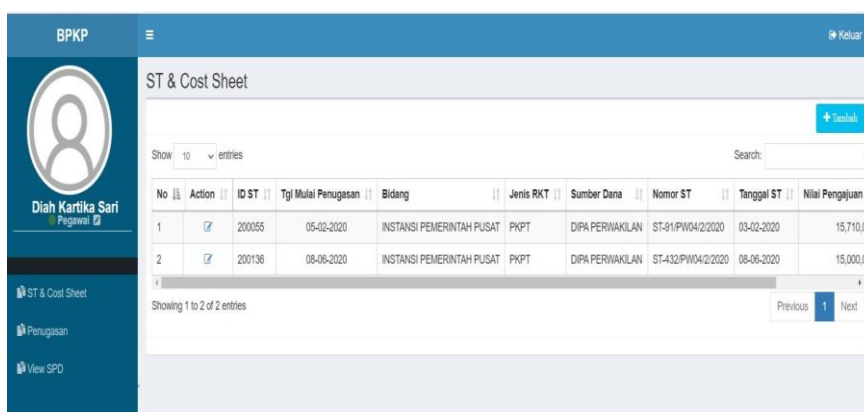 BPKP
Keluar
Diah Kartika Sari
Pegawai
ST & Cost Sheet
Penugasan
View SPD
ST & Cost Sheet
+ Tambah
Show 10 entries
Search:
No Action ID ST Tgl Mulai Penugasan Bidang Jenis RKT Sumber Dana Nomor ST Tanggal ST Nilai Pengajuan
1 200055 05-02-2020 INSTANSI PEMERINTAH PUSAT PKPT DIPA PERWAKILAN ST-91/PW04/2/2020 03-02-2020 15,710,0
2 200136 08-06-2020 INSTANSI PEMERINTAH PUSAT PKPT DIPA PERWAKILAN ST-432/PW04/2/2020 08-06-2020 15,000,0
Showing 1 to 2 of 2 entries
Previous 1 Next